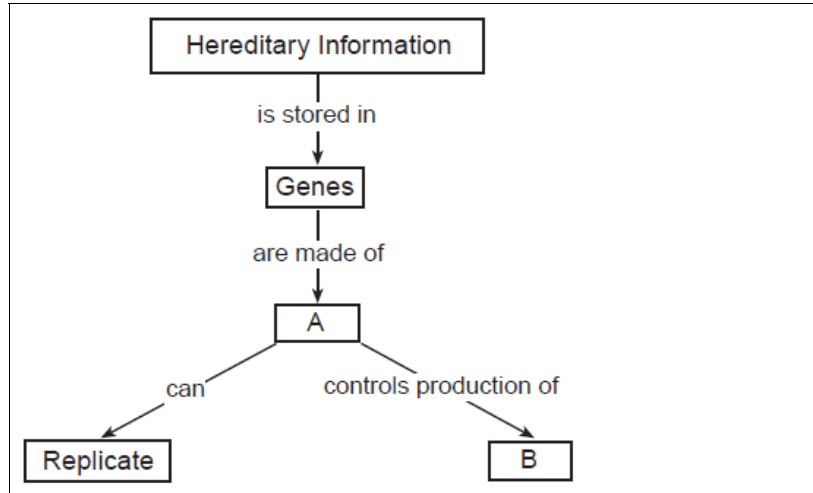 Hereditary Information
is stored in
Genes
are made of
A
can
controls production of
Replicate
B